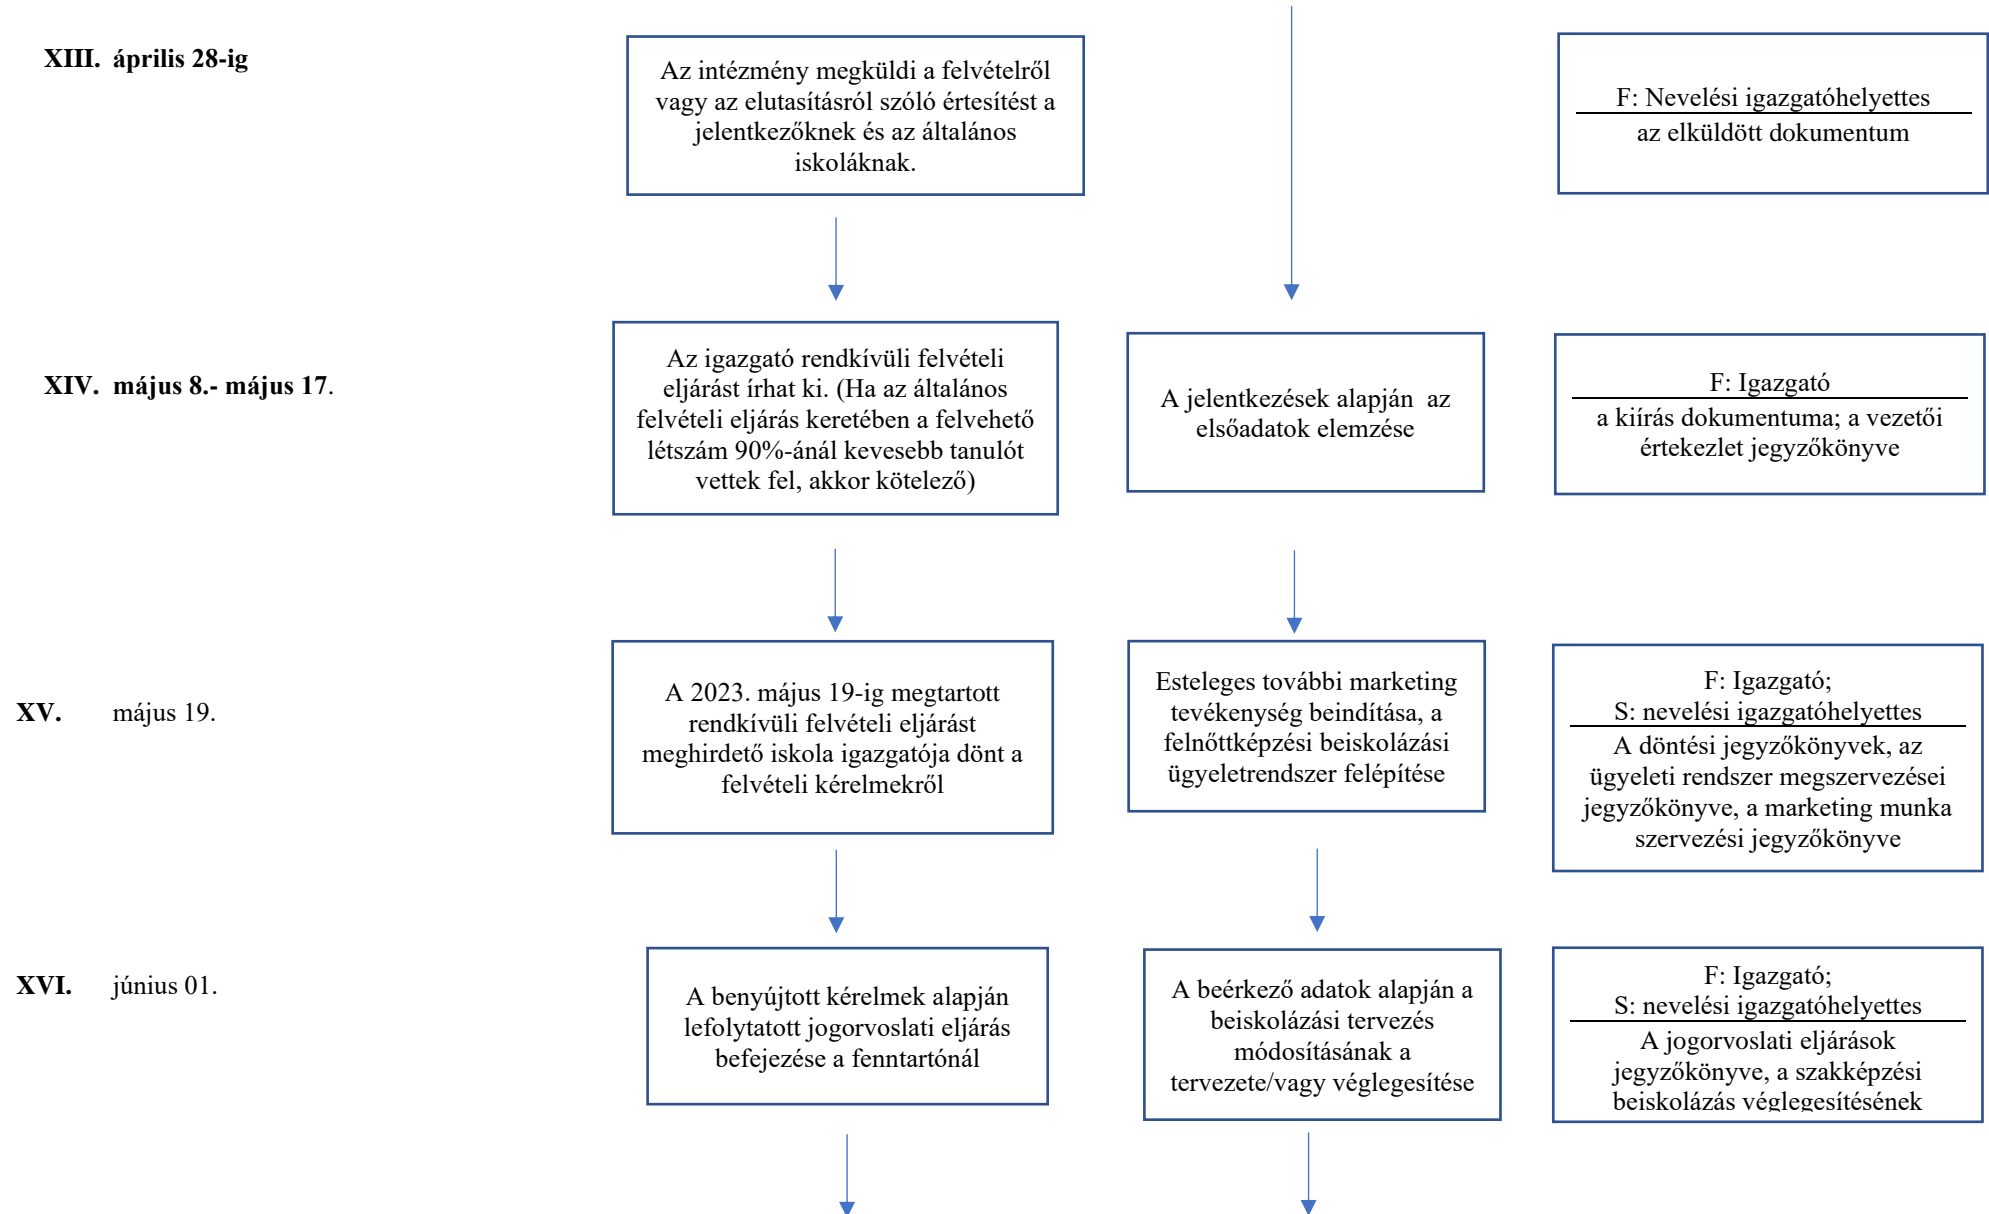 XIII. április 28-ig
Az intézmény megküldi a felvételről
vagy az elutasításról szóló értesítést a
jelentkezőknek és az általános
iskoláknak.
F: Nevelési igazgatóhelyettes
az elküldött dokumentum
XIV. május 8.- május 17.
Az igazgató rendkívüli felvételi
eljárást írhat ki. (Ha az általános
felvételi eljárás keretében a felvehető
létszám 90%-ánál kevesebb tanulót
vettek fel, akkor kötelező)
A jelentkezések alapján az
elsőadatok elemzése
F: Igazgató
a kiírás dokumentuma; a vezetői
értekezlet jegyzőkönyve
XV. május 19.
A 2023. május 19-ig megtartott
rendkívüli felvételi eljárást
meghirdető iskola igazgatója dönt a
felvételi kérelmekről
Esteleges további marketing
tevékenység beindítása, a
felnőttképzési beiskolázási
ügyeletrendszer felépítése
F: Igazgató;
S: nevelési igazgatóhelyettes
A döntési jegyzőkönyvek, az
ügyeleti rendszer megszervezései
jegyzőkönyve, a marketing munka
szervezési jegyzőkönyve
XVI. június 01.
A benyújtott kérelmek alapján
lefolytatott jogorvoslati eljárás
befejezése a fenntartónál
A beérkező adatok alapján a
beiskolázási tervezés
módosításának a
tervezete/vagy véglegesítése
F: Igazgató;
S: nevelési igazgatóhelyettes
A jogorvoslati eljárások
jegyzőkönyve, a szakképzési
beiskolázás véglegesítésének